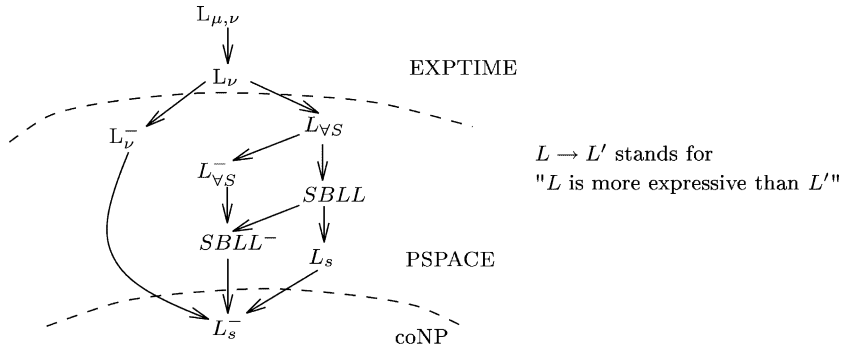 L_{μ,ν}
EXPTIME
L_ν
L_{∀S}
L_ν^-
L → L' stands for
L_{∀S}^-
"L is more expressive than L'"
SBLL
SBLL^-
L_s
PSPACE
L_s^-
coNP